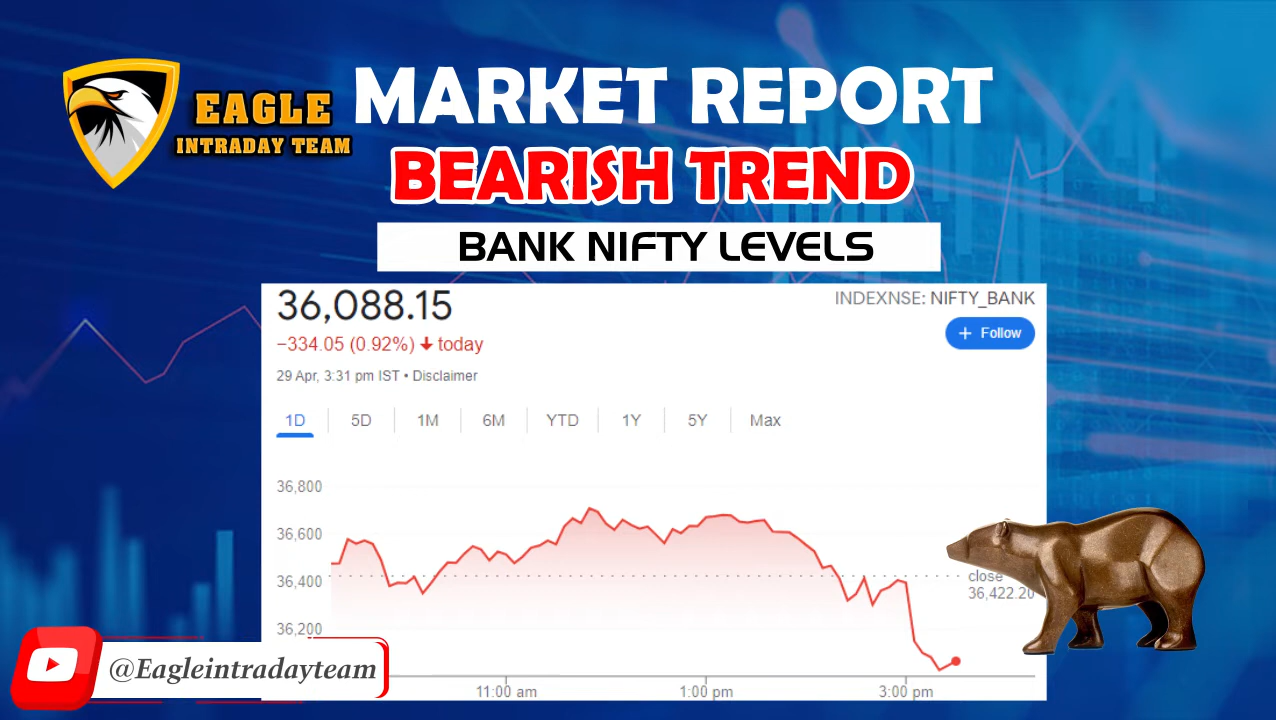 EAGLE
INTRADAY TEAM
MARKET REPORT
BEARISH TREND
BANK NIFTY LEVELS
36,088.15
INDEXNSE: NIFTY_BANK
−334.05 (0.92%) ↓ today
+ Follow
29 Apr, 3:31 pm IST • Disclaimer
1D 5D 1M 6M YTD 1Y 5Y Max
36,800
36,600
36,400
36,200
close
36,422.20
@Eagleintradayteam
11:00 am 1:00 pm 3:00 pm